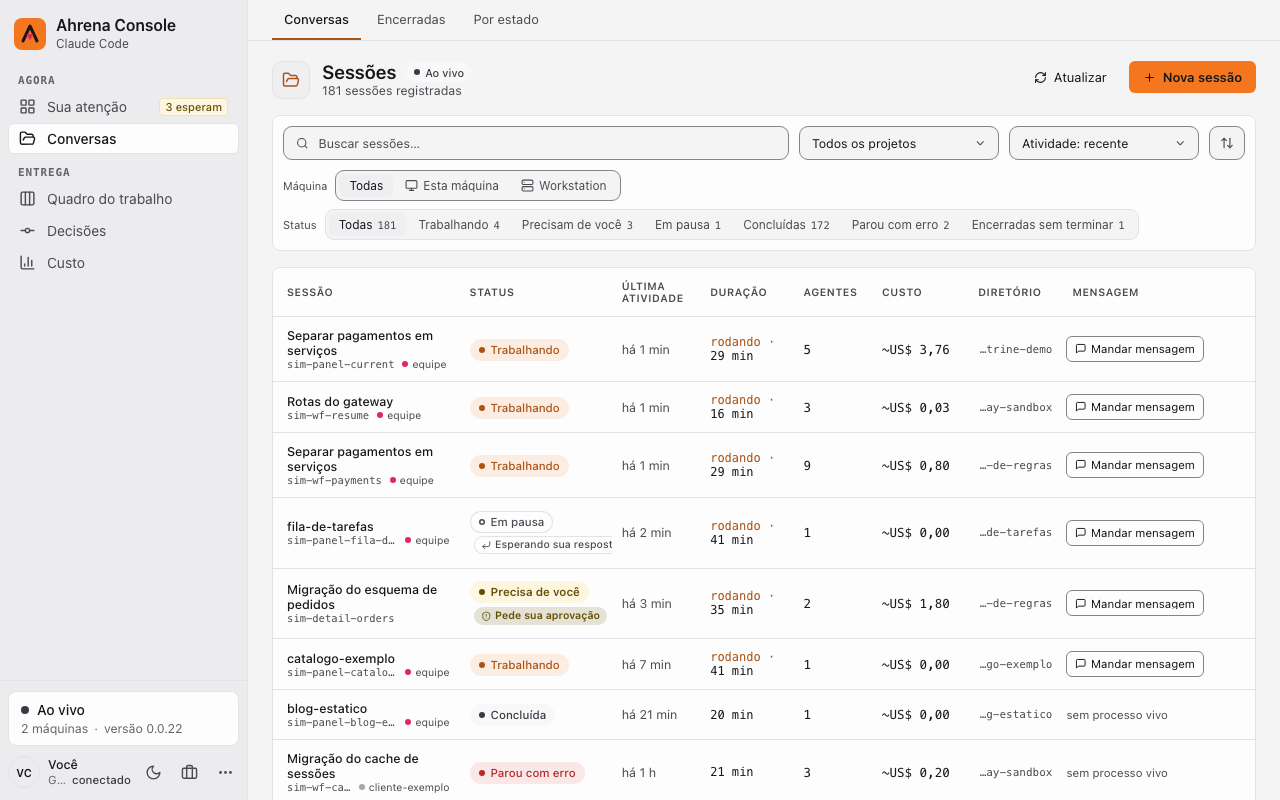 Ahrena Console
Claude Code
AGORA
Sua atenção 3 esperam
Conversas
ENTREGA
Quadro do trabalho
Decisões
Custo
Ao vivo
2 máquinas · versão 0.0.22
VC Você
G… conectado
Conversas Encerradas Por estado
Sessões Ao vivo
181 sessões registradas
Atualizar
Nova sessão
Buscar sessões…
Todos os projetos
Atividade: recente
Máquina Todas Esta máquina Workstation
Status Todas 181 Trabalhando 4 Precisam de você 3 Em pausa 1 Concluídas 172 Parou com erro 2 Encerradas sem terminar 1
SESSÃO STATUS ÚLTIMA ATIVIDADE DURAÇÃO AGENTES CUSTO DIRETÓRIO MENSAGEM
Separar pagamentos em
serviços
sim-panel-current equipe
Trabalhando
há 1 min
rodando ·
29 min
5
~US$ 3,76
…trine-demo
Mandar mensagem
Rotas do gateway
sim-wf-resume equipe
Trabalhando
há 1 min
rodando ·
16 min
3
~US$ 0,03
…ay-sandbox
Mandar mensagem
Separar pagamentos em
serviços
sim-wf-payments equipe
Trabalhando
há 1 min
rodando ·
29 min
9
~US$ 0,80
…-de-regras
Mandar mensagem
fila-de-tarefas
sim-panel-fila-d… equipe
Em pausa
Esperando sua respost
há 2 min
rodando ·
41 min
1
~US$ 0,00
…de-tarefas
Mandar mensagem
Migração do esquema de
pedidos
sim-detail-orders
Precisa de você
Pede sua aprovação
há 3 min
rodando ·
35 min
2
~US$ 1,80
…-de-regras
Mandar mensagem
catalogo-exemplo
sim-panel-catalo… equipe
Trabalhando
há 7 min
rodando ·
41 min
1
~US$ 0,00
…go-exemplo
Mandar mensagem
blog-estatico
sim-panel-blog-e… equipe
Concluída
há 21 min
20 min
1
~US$ 0,00
…g-estatico
sem processo vivo
Migração do cache de
sessões
sim-wf-ca… cliente-exemplo
Parou com erro
há 1 h
21 min
3
~US$ 0,20
…ay-sandbox
sem processo vivo